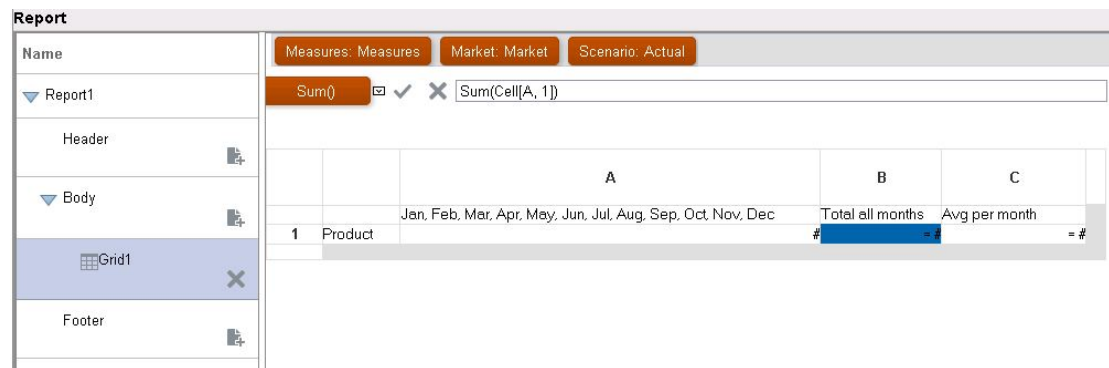 Report
Name
Measures: Measures Market: Market Scenario: Actual
Sum() Sum(Cell[A, 1])
Report1
Header
Body
Grid1
Footer
A B C
Jan, Feb, Mar, Apr, May, Jun, Jul, Aug, Sep, Oct, Nov, Dec Total all months Avg per month
1 Product # = # = #